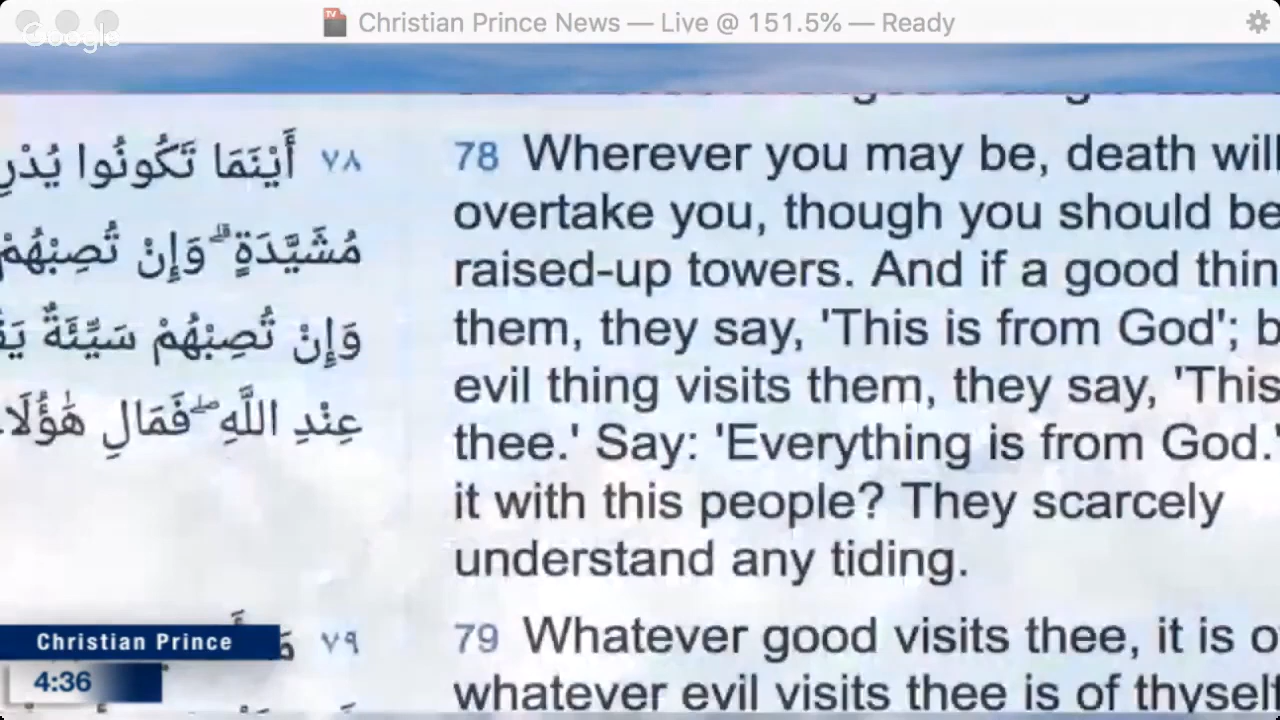 Christian Prince News — Live @ 151.5% — Ready
Google
٧٨ أَيْنَمَا تَكُونُوا
مُشَيَّدَةٍ ۗ وَإِنْ تُصِبْهُمْ
وَإِنْ تُصِبْهُمْ سَيِّئَةٌ
عِنْدِ اللَّهِ ۖ فَمَالِ
78 Wherever you may be, death will
overtake you, though you should be
raised-up towers. And if a good thin
them, they say, 'This is from God'; b
evil thing visits them, they say, 'This
thee.' Say: 'Everything is from God.'
it with this people? They scarcely
understand any tiding.
٧٩
79 Whatever good visits thee, it is o
whatever evil visits thee is of thyself
Christian Prince
4:36